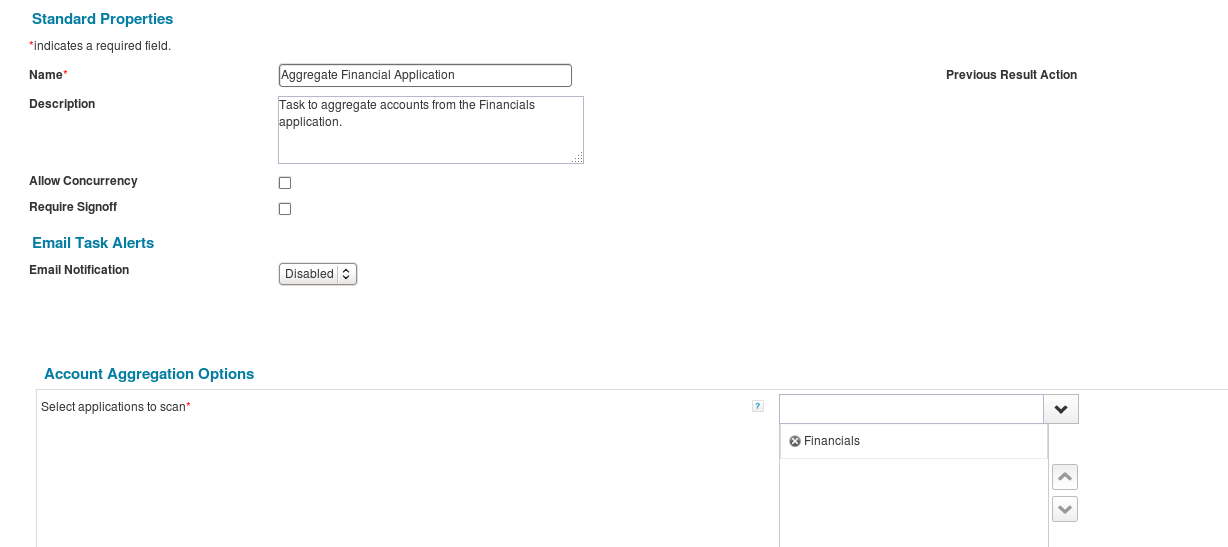 Standard Properties
*indicates a required field.
Name* Aggregate Financial Application Previous Result Action
Description Task to aggregate accounts from the Financials
application.
Allow Concurrency
Require Signoff
Email Task Alerts
Email Notification Disabled
Account Aggregation Options
Select applications to scan* ?
Financials